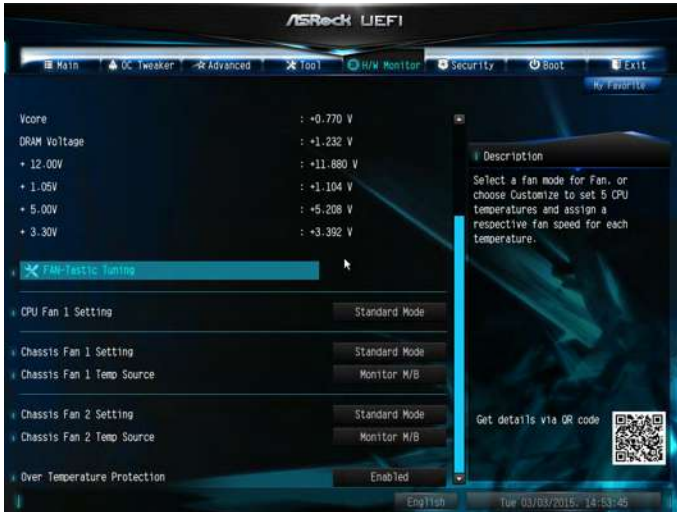 ASRock UEFI
Main OC Tweaker Advanced Tool H/W Monitor Security Boot Exit
My Favorite
Vcore : +0.770 V
DRAM Voltage : +1.232 V
+ 12.00V : +11.880 V
+ 1.05V : +1.104 V
+ 5.00V : +5.208 V
+ 3.30V : +3.392 V
FAN-Tastic Tuning
CPU Fan 1 Setting Standard Mode
Chassis Fan 1 Setting Standard Mode
Chassis Fan 1 Temp Source Monitor M/B
Chassis Fan 2 Setting Standard Mode
Chassis Fan 2 Temp Source Monitor M/B
Over Temperature Protection Enabled
Description
Select a fan mode for Fan, or
choose Customize to set 5 CPU
temperatures and assign a
respective fan speed for each
temperature.
Get details via QR code
English Tue 03/03/2015, 14:53:45